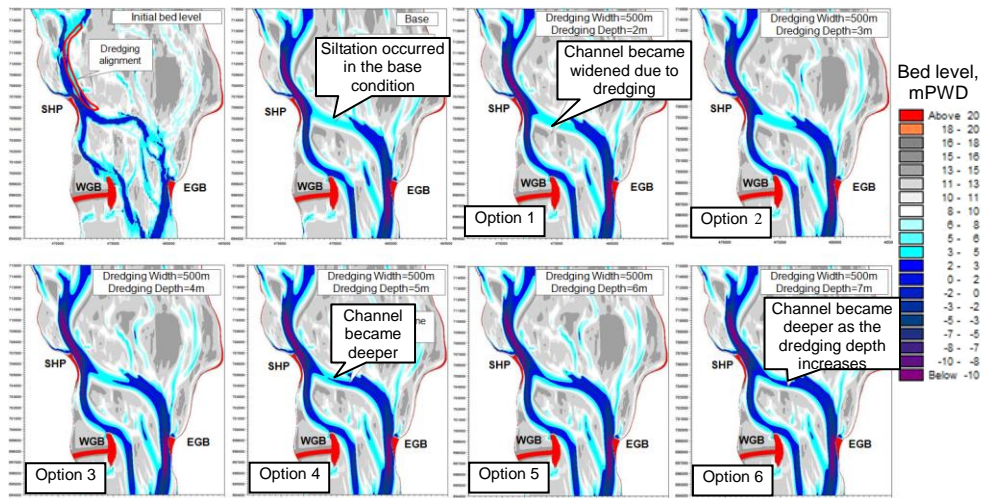 Initial bed level
Dredging
alignment
SHP
WGB
EGB
Base
Siltation occurred
in the base
condition
SHP
WGB
EGB
Dredging Width=500m
Dredging Depth=2m
Channel became
widened due to
dredging
SHP
WGB
EGB
Option 1
Dredging Width=500m
Dredging Depth=3m
SHP
WGB
EGB
Option 2
Dredging Width=500m
Dredging Depth=4m
SHP
WGB
EGB
Option 3
Dredging Width=500m
Dredging Depth=5m
Channel
became
deeper
SHP
WGB
EGB
Option 4
Dredging Width=500m
Dredging Depth=6m
SHP
WGB
EGB
Option 5
Dredging Width=500m
Dredging Depth=7m
Channel became
deeper as the
dredging depth
increases
SHP
WGB
EGB
Option 6
Bed level,
mPWD
Above 20
18 - 20
16 - 18
15 - 16
13 - 15
11 - 13
10 - 11
8 - 10
6 - 8
5 - 6
3 - 5
2 - 3
0 - 2
-2 - 0
-3 - -2
-5 - -3
-7 - -5
-8 - -7
-10 - -8
Below -10